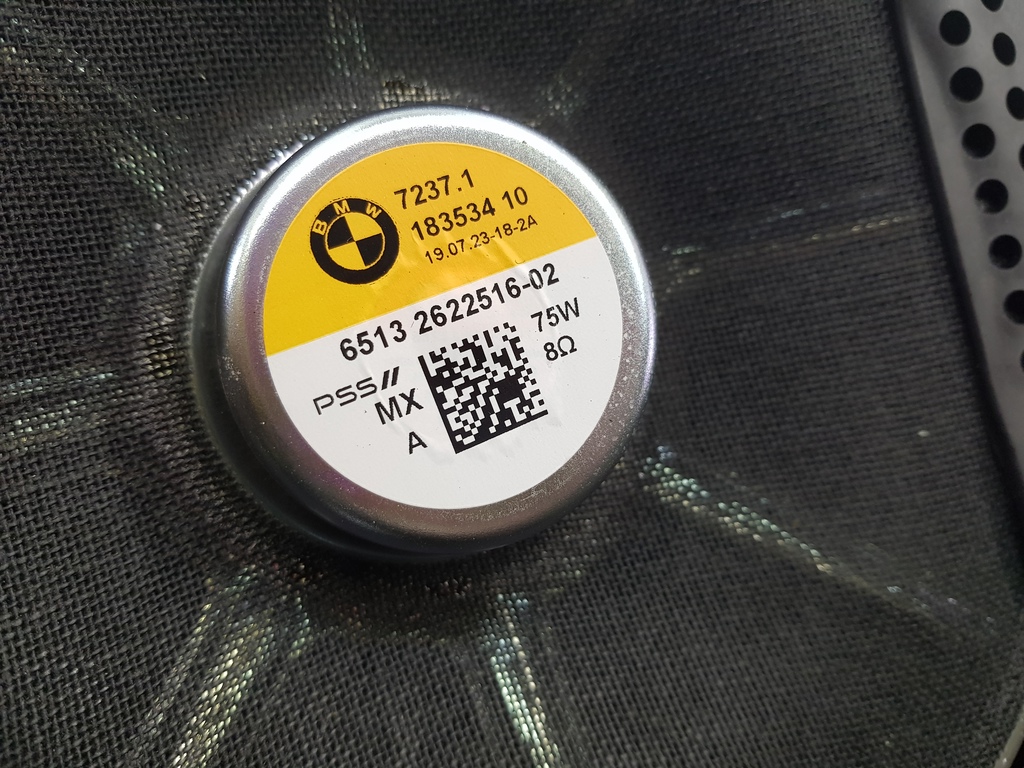 BMW
7237.1
183534 10
19.07.23-18-2A
6513 2622516-02
75W
8Ω
PSS//
MX
A